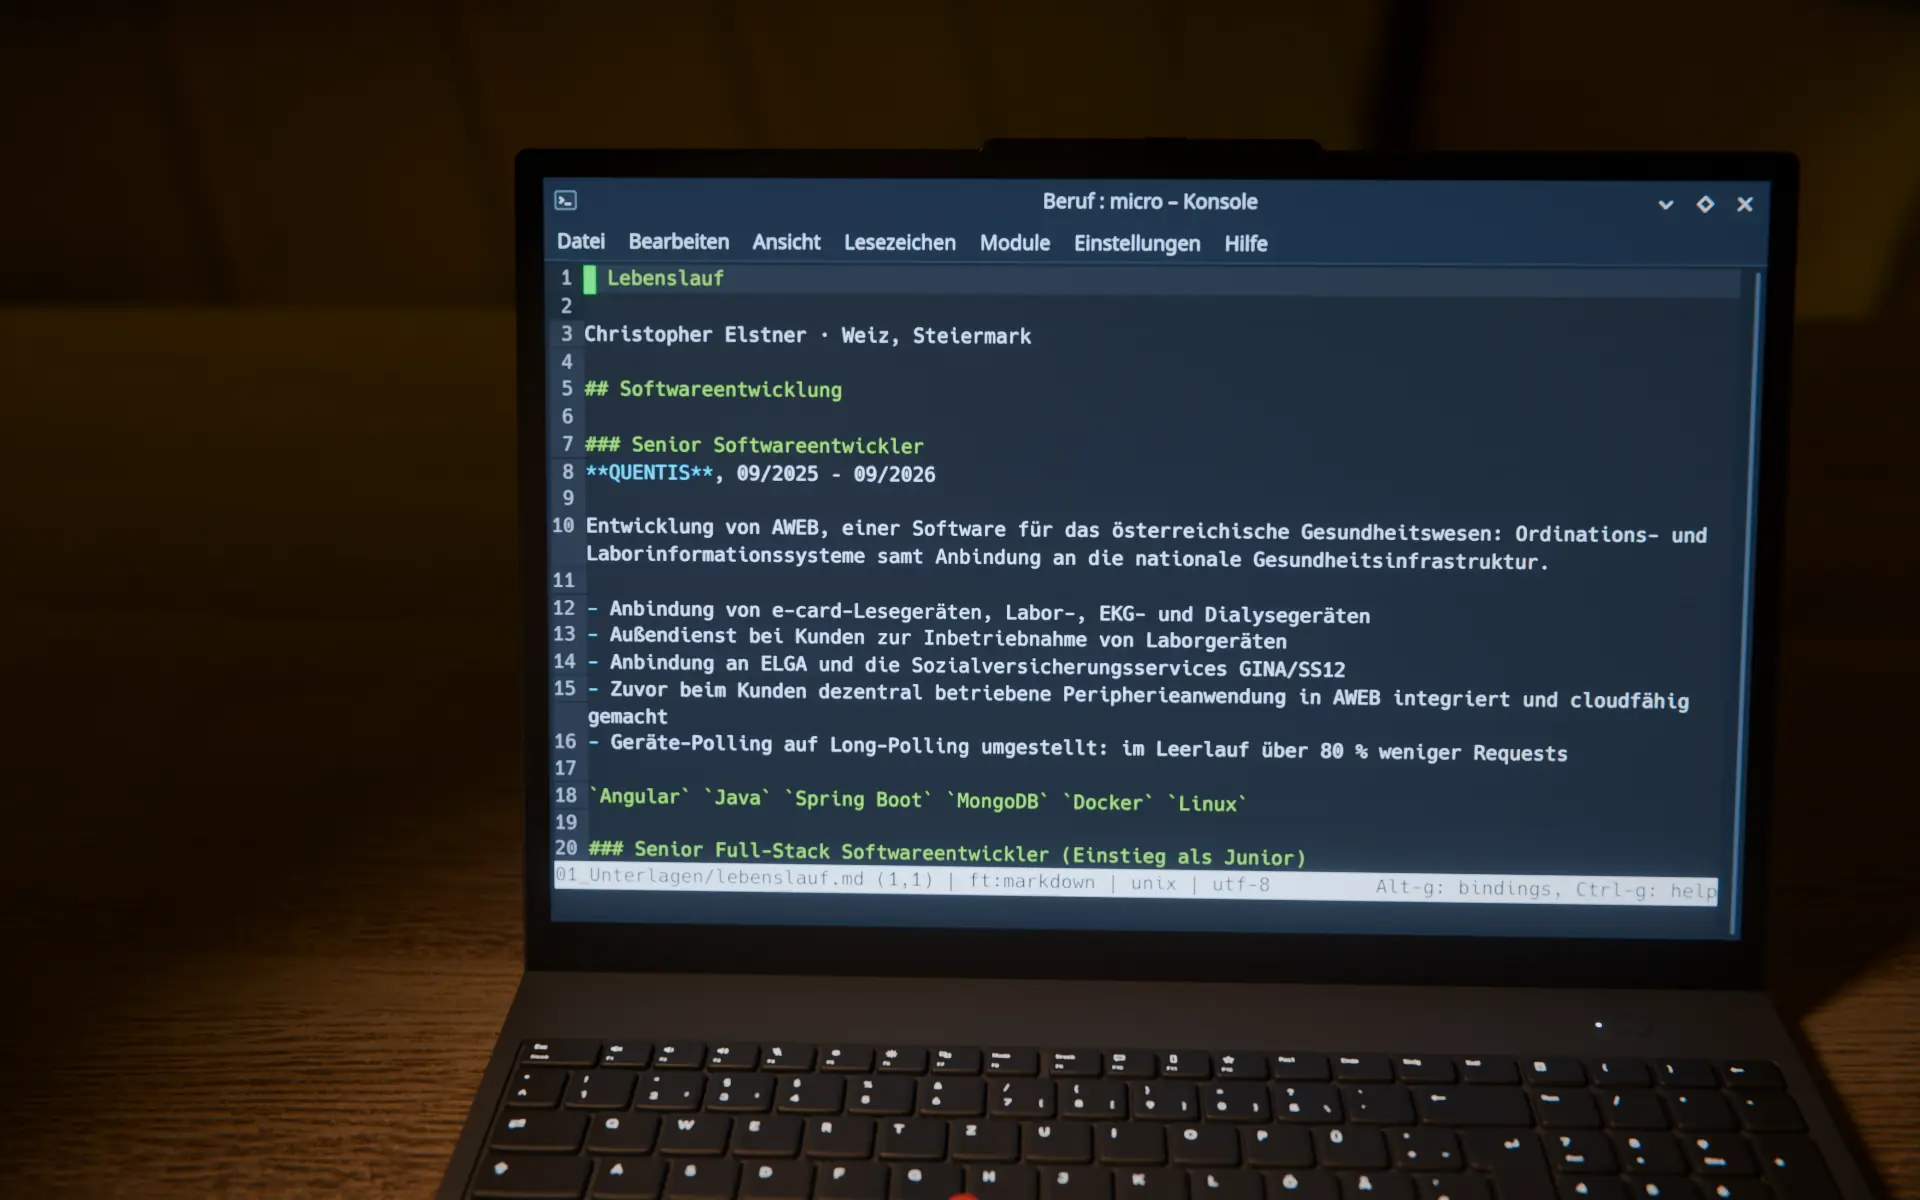 Beruf : micro – Konsole
Datei Bearbeiten Ansicht Lesezeichen Module Einstellungen Hilfe
1 Lebenslauf
2
3 Christopher Elstner · Weiz, Steiermark
4
5 ## Softwareentwicklung
6
7 ### Senior Softwareentwickler
8 **QUENTIS**, 09/2025 - 09/2026
9
10 Entwicklung von AWEB, einer Software für das österreichische Gesundheitswesen: Ordinations- und
Laborinformationssysteme samt Anbindung an die nationale Gesundheitsinfrastruktur.
11
12 - Anbindung von e-card-Lesegeräten, Labor-, EKG- und Dialysegeräten
13 - Außendienst bei Kunden zur Inbetriebnahme von Laborgeräten
14 - Anbindung an ELGA und die Sozialversicherungsservices GINA/SS12
15 - Zuvor beim Kunden dezentral betriebene Peripherieanwendung in AWEB integriert und cloudfähig
gemacht
16 - Geräte-Polling auf Long-Polling umgestellt: im Leerlauf über 80 % weniger Requests
17
18 `Angular` `Java` `Spring Boot` `MongoDB` `Docker` `Linux`
19
20 ### Senior Full-Stack Softwareentwickler (Einstieg als Junior)
01_Unterlagen/lebenslauf.md (1,1) | ft:markdown | unix | utf-8 Alt-g: bindings, Ctrl-g: help
Q W E R T Z U I O P Ü
A S D F G H J K L Ö Ä